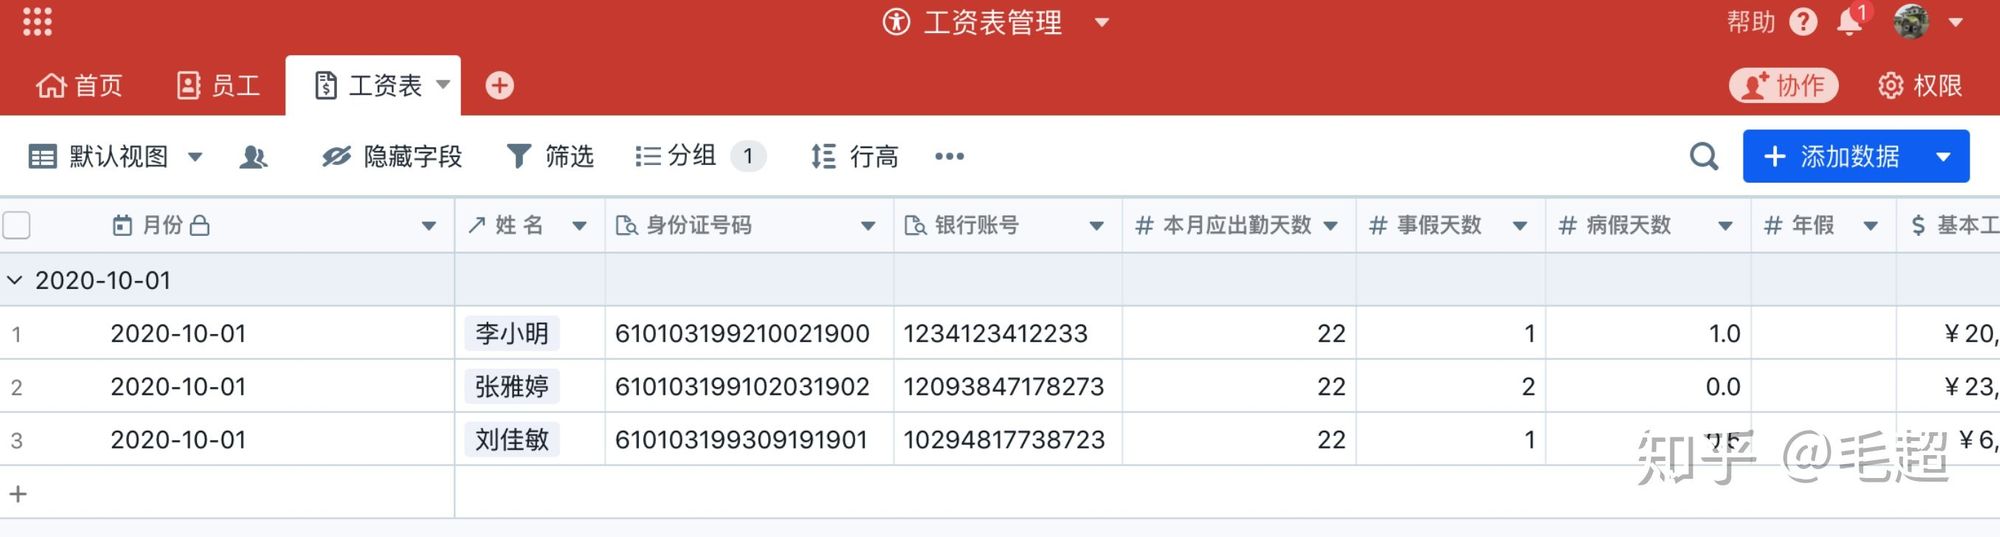 工资表管理
帮助 ? 1
首页 员工 工资表 协作 权限
默认视图 隐藏字段 筛选 分组 1 行高 添加数据
月份 姓名 身份证号码 银行账号 # 本月应出勤天数 # 事假天数 # 病假天数 # 年假 $ 基本工
2020-10-01
1 2020-10-01 李小明 610103199210021900 1234123412233 22 1 1.0 ¥20,
2 2020-10-01 张雅婷 610103199102031902 12093847178273 22 2 0.0 ¥23,
3 2020-10-01 刘佳敏 610103199309191901 10294817738723 22 1 ¥6,
知乎 @毛超